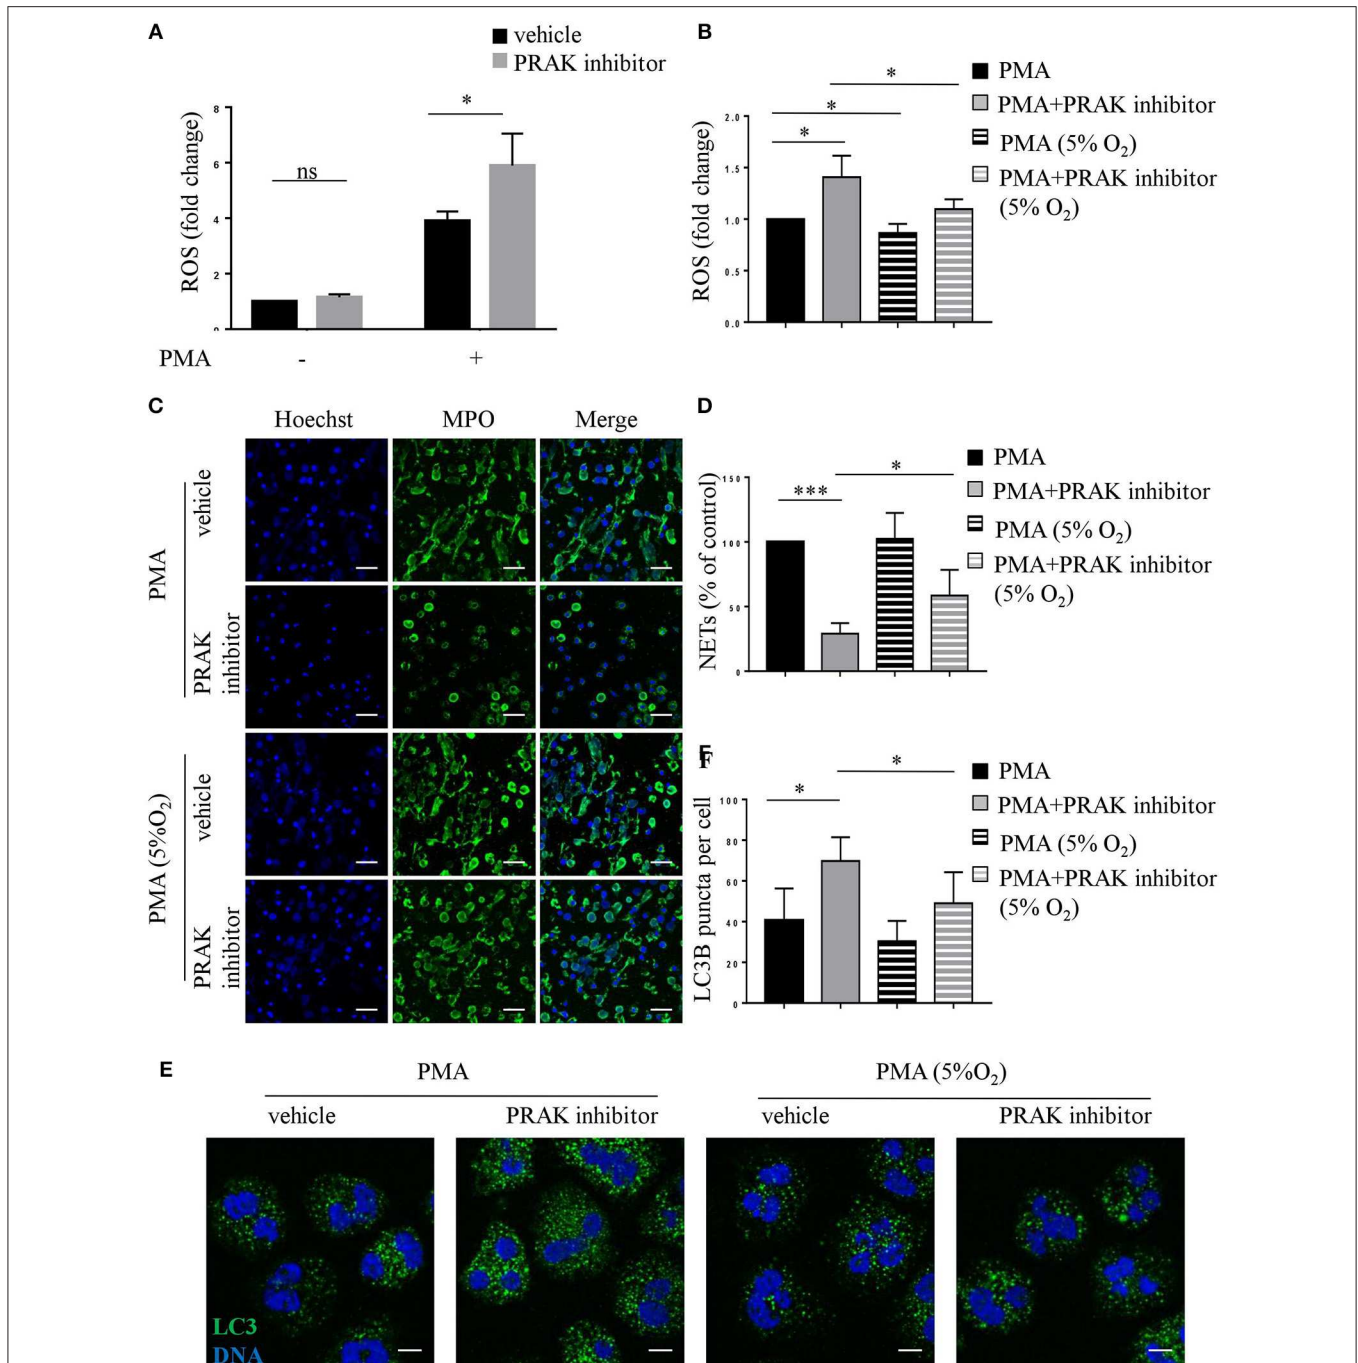 A
vehicle
PRAK inhibitor
ROS (fold change)
8
6
4
2
0
ns
*
PMA
-
+
B
PMA
PMA+PRAK inhibitor
PMA (5% O2)
PMA+PRAK inhibitor
(5% O2)
ROS (fold change)
2.0
1.5
1.0
0.5
0.0
*
*
*
C
Hoechst
MPO
Merge
PMA
vehicle
PRAK
inhibitor
PMA (5%O2)
vehicle
PRAK
inhibitor
D
PMA
PMA+PRAK inhibitor
PMA (5% O2)
PMA+PRAK inhibitor
(5% O2)
NETs (% of control)
150
100
50
0
***
*
F
PMA
PMA+PRAK inhibitor
PMA (5% O2)
PMA+PRAK inhibitor
(5% O2)
LC3B puncta per cell
100
80
60
40
20
0
*
*
E
PMA
PMA (5%O2)
vehicle
PRAK inhibitor
vehicle
PRAK inhibitor
LC3
DNA